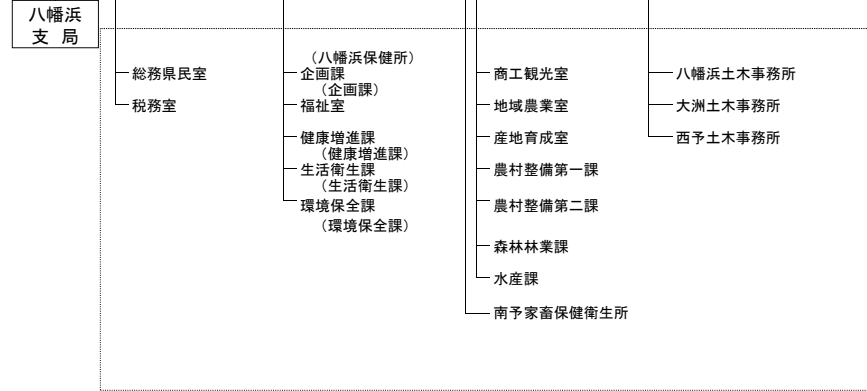 八幡浜
支 局
総務県民室
税務室
(八幡浜保健所)
企画課
(企画課)
福祉室
健康増進課
(健康増進課)
生活衛生課
(生活衛生課)
環境保全課
(環境保全課)
商工観光室
地域農業室
産地育成室
農村整備第一課
農村整備第二課
森林林業課
水産課
南予家畜保健衛生所
八幡浜土木事務所
大洲土木事務所
西予土木事務所